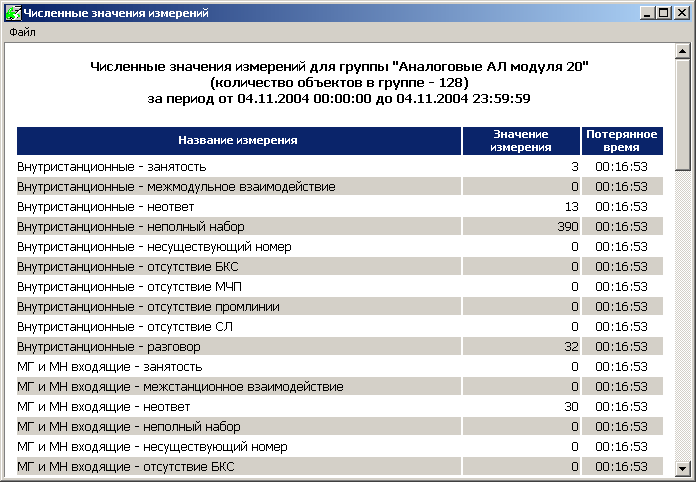 Численные значения измерений
Файл
Численные значения измерений для группы "Аналоговые АЛ модуля 20"
(количество объектов в группе - 128)
за период от 04.11.2004 00:00:00 до 04.11.2004 23:59:59
Название измерения Значение измерения Потерянное время
Внутристанционные - занятость 3 00:16:53
Внутристанционные - межмодульное взаимодействие 0 00:16:53
Внутристанционные - неответ 13 00:16:53
Внутристанционные - неполный набор 390 00:16:53
Внутристанционные - несуществующий номер 0 00:16:53
Внутристанционные - отсутствие БКС 0 00:16:53
Внутристанционные - отсутствие МЧП 0 00:16:53
Внутристанционные - отсутствие промлинии 0 00:16:53
Внутристанционные - отсутствие СЛ 0 00:16:53
Внутристанционные - разговор 32 00:16:53
МГ и МН входящие - занятость 0 00:16:53
МГ и МН входящие - межстанционное взаимодействие 0 00:16:53
МГ и МН входящие - неответ 30 00:16:53
МГ и МН входящие - неполный набор 0 00:16:53
МГ и МН входящие - несуществующий номер 0 00:16:53
МГ и МН входящие - отсутствие БКС 0 00:16:53